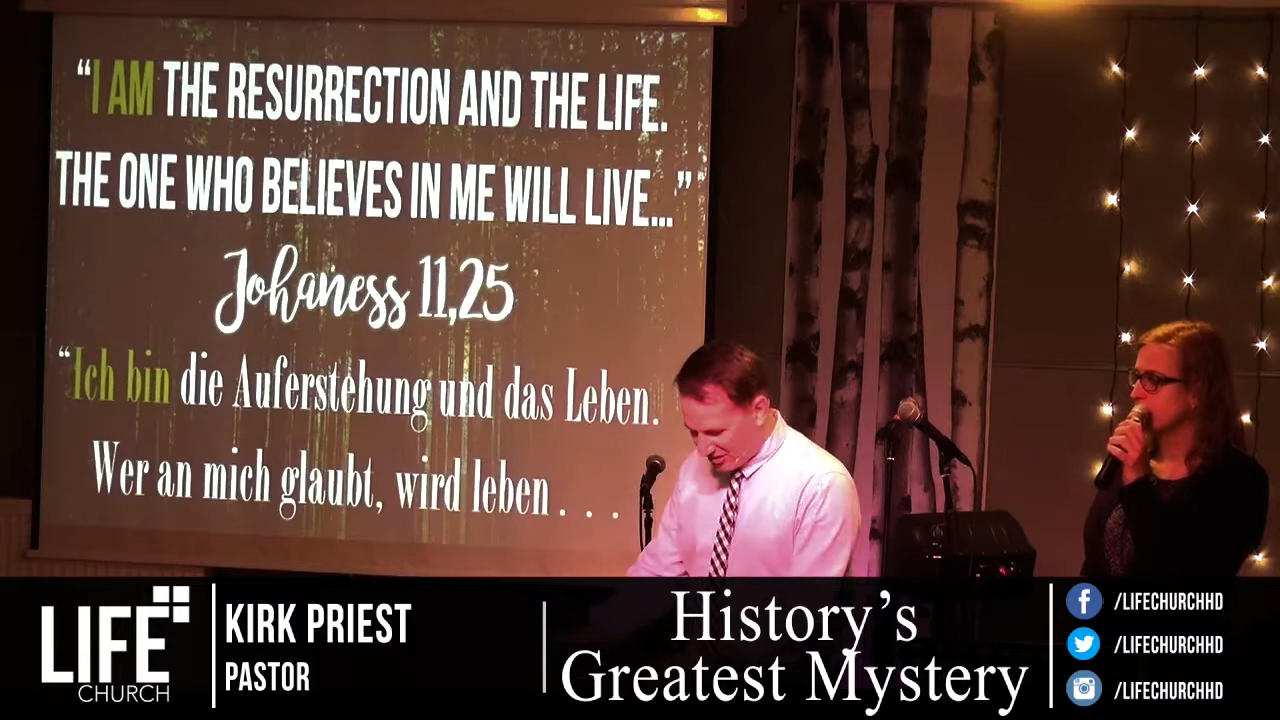 “I AM THE RESURRECTION AND THE LIFE.
THE ONE WHO BELIEVES IN ME WILL LIVE...”
Johaness 11,25
“Ich bin die Auferstehung und das Leben.
Wer an mich glaubt, wird leben . . .
LIFE
CHURCH
KIRK PRIEST
PASTOR
History’s
Greatest Mystery
/LIFECHURCHHD
/LIFECHURCHHD
/LIFECHURCHHD